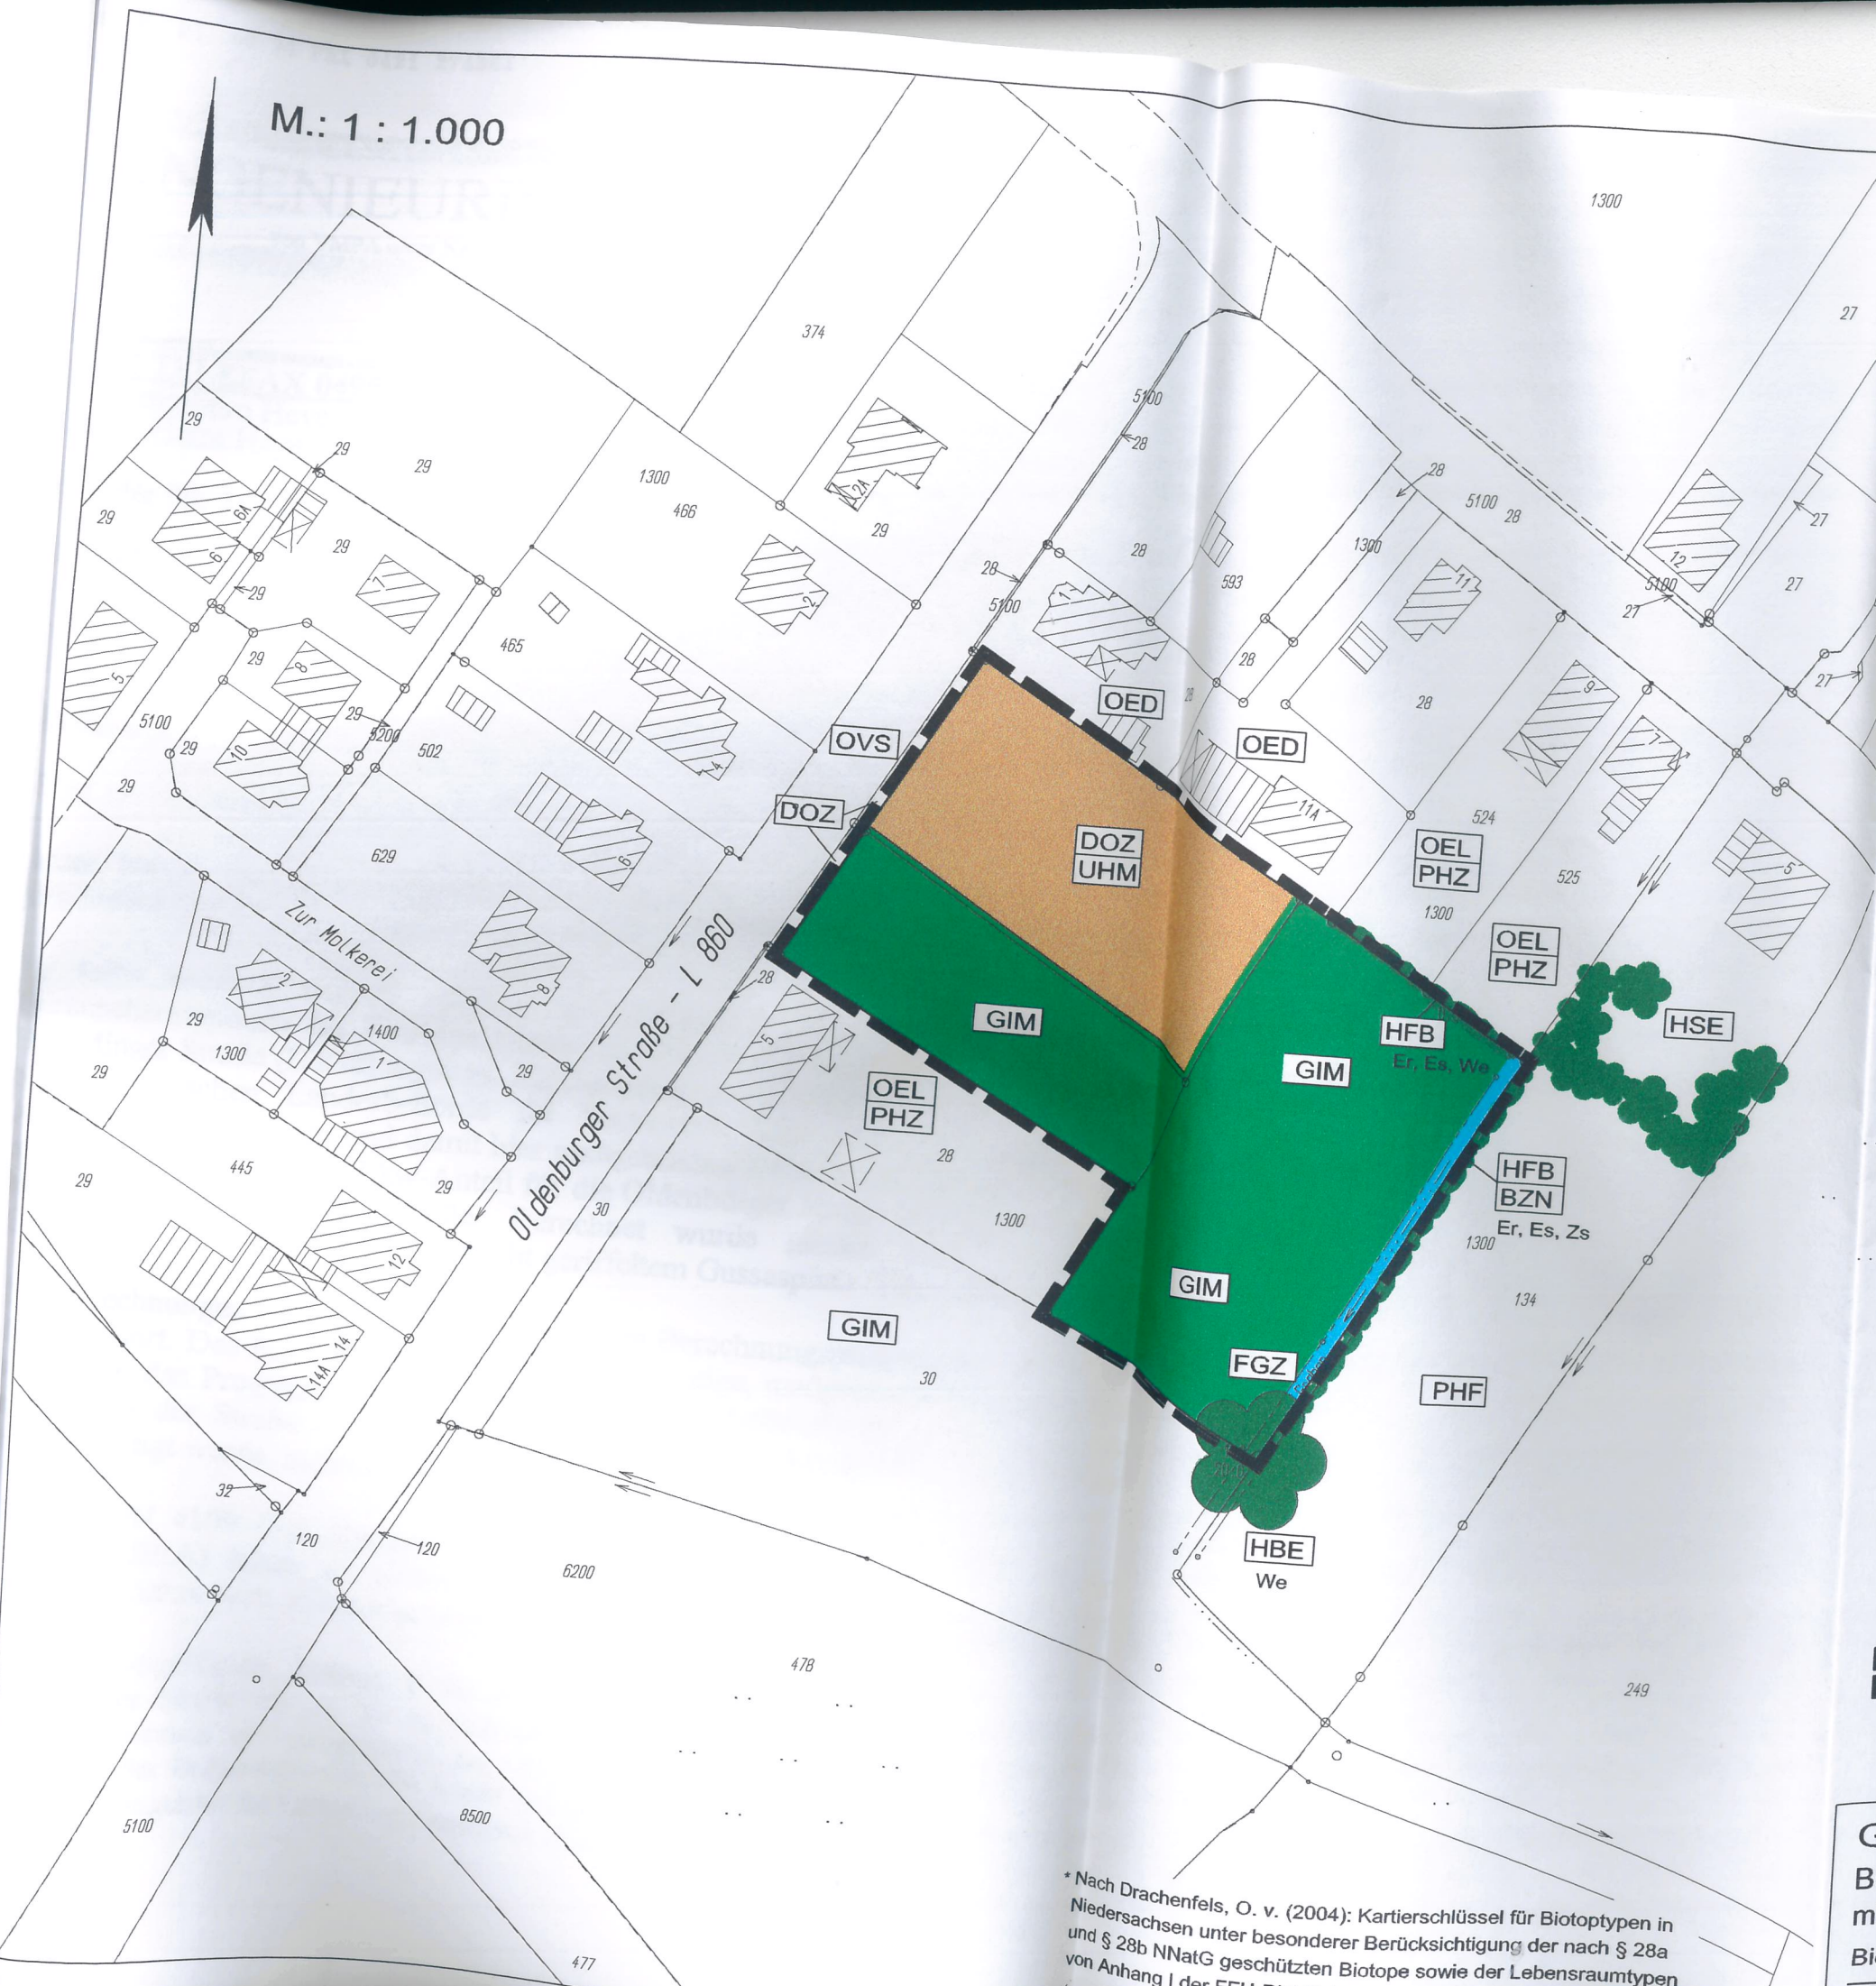 M.: 1 : 1.000
1300
27
374
5100
28
29
29
29
1300
466
2A
29
28
5100
28
1300
28
593
11
12
27
29
6A
6
29
7
29
2
28
5100
1
5100
27
27
5
29
8
465
28
28
9
27
5100
29
10
29
5200
502
4
OVS
OED
28
OED
7
29
629
6
DOZ
DOZ
UHM
11A
524
OEL
PHZ
525
5
1300
Zur Molkerei
8
28
OEL
PHZ
2
29
1300
1400
1
29
Oldenburger Straße - L 860
5
GIM
HFB
Er, Es, We
HSE
GIM
29
OEL
PHZ
28
445
29
29
30
1300
HFB
BZN
Er, Es, Zs
1300
12
GIM
134
14
14A
GIM
30
FGZ
PHF
32
120
120
6200
HBE
We
478
249
5100
8500
477
* Nach Drachenfels, O. v. (2004): Kartierschlüssel für Biotoptypen in
Niedersachsen unter besonderer Berücksichtigung der nach § 28a
und § 28b NNatG geschützten Biotope sowie der Lebensraumtypen
von Anhang I der